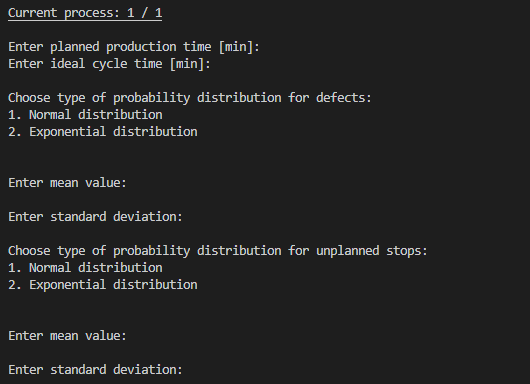 Current process: 1 / 1
Enter planned production time [min]:
Enter ideal cycle time [min]:
Choose type of probability distribution for defects:
1. Normal distribution
2. Exponential distribution
Enter mean value:
Enter standard deviation:
Choose type of probability distribution for unplanned stops:
1. Normal distribution
2. Exponential distribution
Enter mean value:
Enter standard deviation: